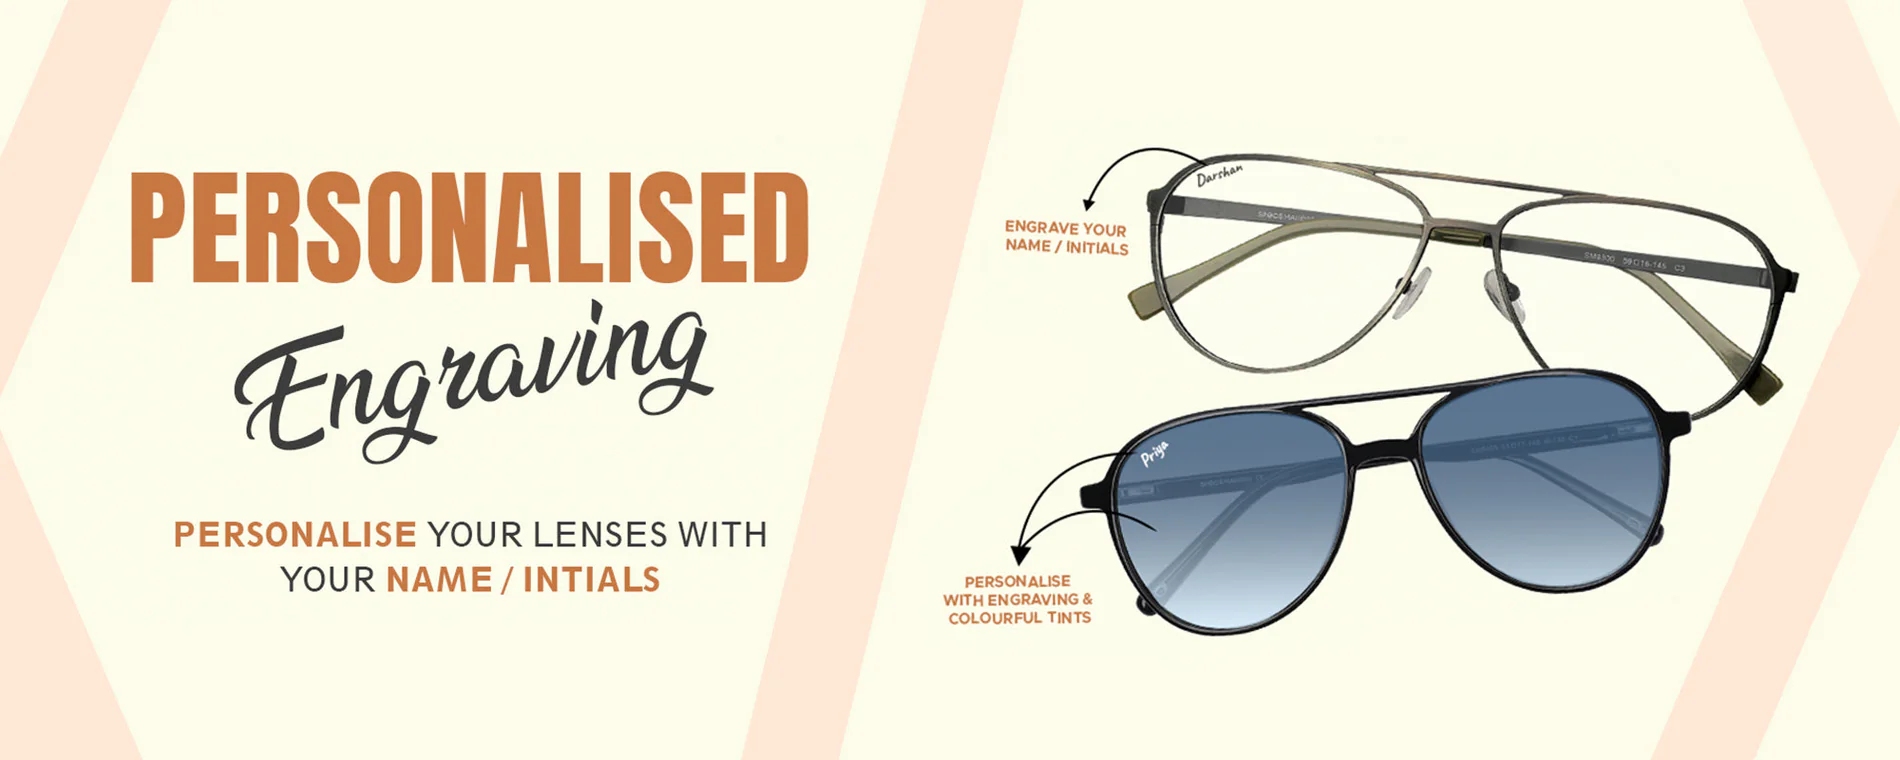 PERSONALISED
Engraving
PERSONALISE YOUR LENSES WITH
YOUR NAME / INTIALS
Darshan
ENGRAVE YOUR
NAME / INITIALS
Priya
PERSONALISE
WITH ENGRAVING &
COLOURFUL TINTS